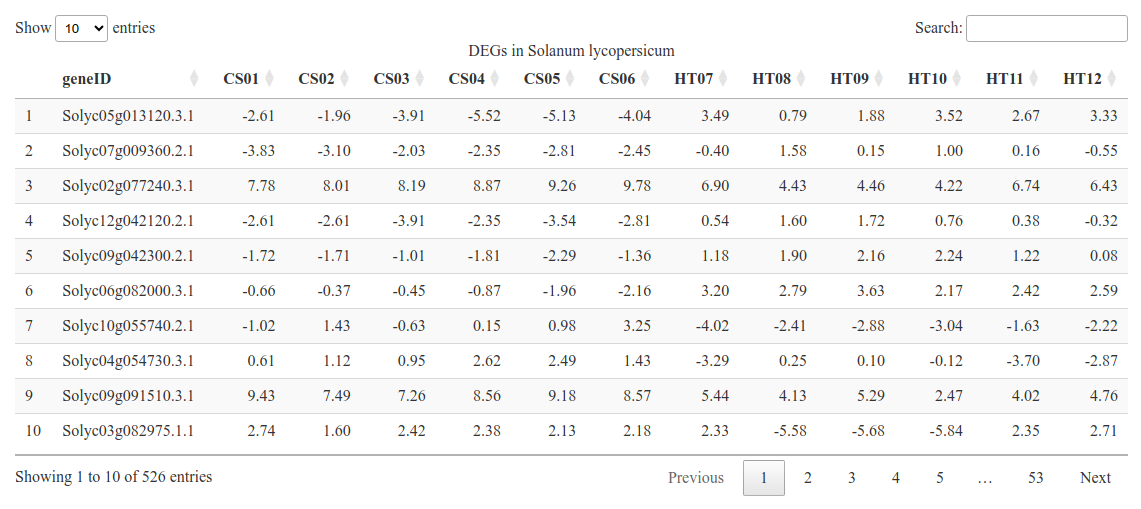 Show 10 entries Search:
DEGs in Solanum lycopersicum
geneID CS01 CS02 CS03 CS04 CS05 CS06 HT07 HT08 HT09 HT10 HT11 HT12
1 Solyc05g013120.3.1 -2.61 -1.96 -3.91 -5.52 -5.13 -4.04 3.49 0.79 1.88 3.52 2.67 3.33
2 Solyc07g009360.2.1 -3.83 -3.10 -2.03 -2.35 -2.81 -2.45 -0.40 1.58 0.15 1.00 0.16 -0.55
3 Solyc02g077240.3.1 7.78 8.01 8.19 8.87 9.26 9.78 6.90 4.43 4.46 4.22 6.74 6.43
4 Solyc12g042120.2.1 -2.61 -2.61 -3.91 -2.35 -3.54 -2.81 0.54 1.60 1.72 0.76 0.38 -0.32
5 Solyc09g042300.2.1 -1.72 -1.71 -1.01 -1.81 -2.29 -1.36 1.18 1.90 2.16 2.24 1.22 0.08
6 Solyc06g082000.3.1 -0.66 -0.37 -0.45 -0.87 -1.96 -2.16 3.20 2.79 3.63 2.17 2.42 2.59
7 Solyc10g055740.2.1 -1.02 1.43 -0.63 0.15 0.98 3.25 -4.02 -2.41 -2.88 -3.04 -1.63 -2.22
8 Solyc04g054730.3.1 0.61 1.12 0.95 2.62 2.49 1.43 -3.29 0.25 0.10 -0.12 -3.70 -2.87
9 Solyc09g091510.3.1 9.43 7.49 7.26 8.56 9.18 8.57 5.44 4.13 5.29 2.47 4.02 4.76
10 Solyc03g082975.1.1 2.74 1.60 2.42 2.38 2.13 2.18 2.33 -5.58 -5.68 -5.84 2.35 2.71
Showing 1 to 10 of 526 entries Previous 1 2 3 4 5 … 53 Next